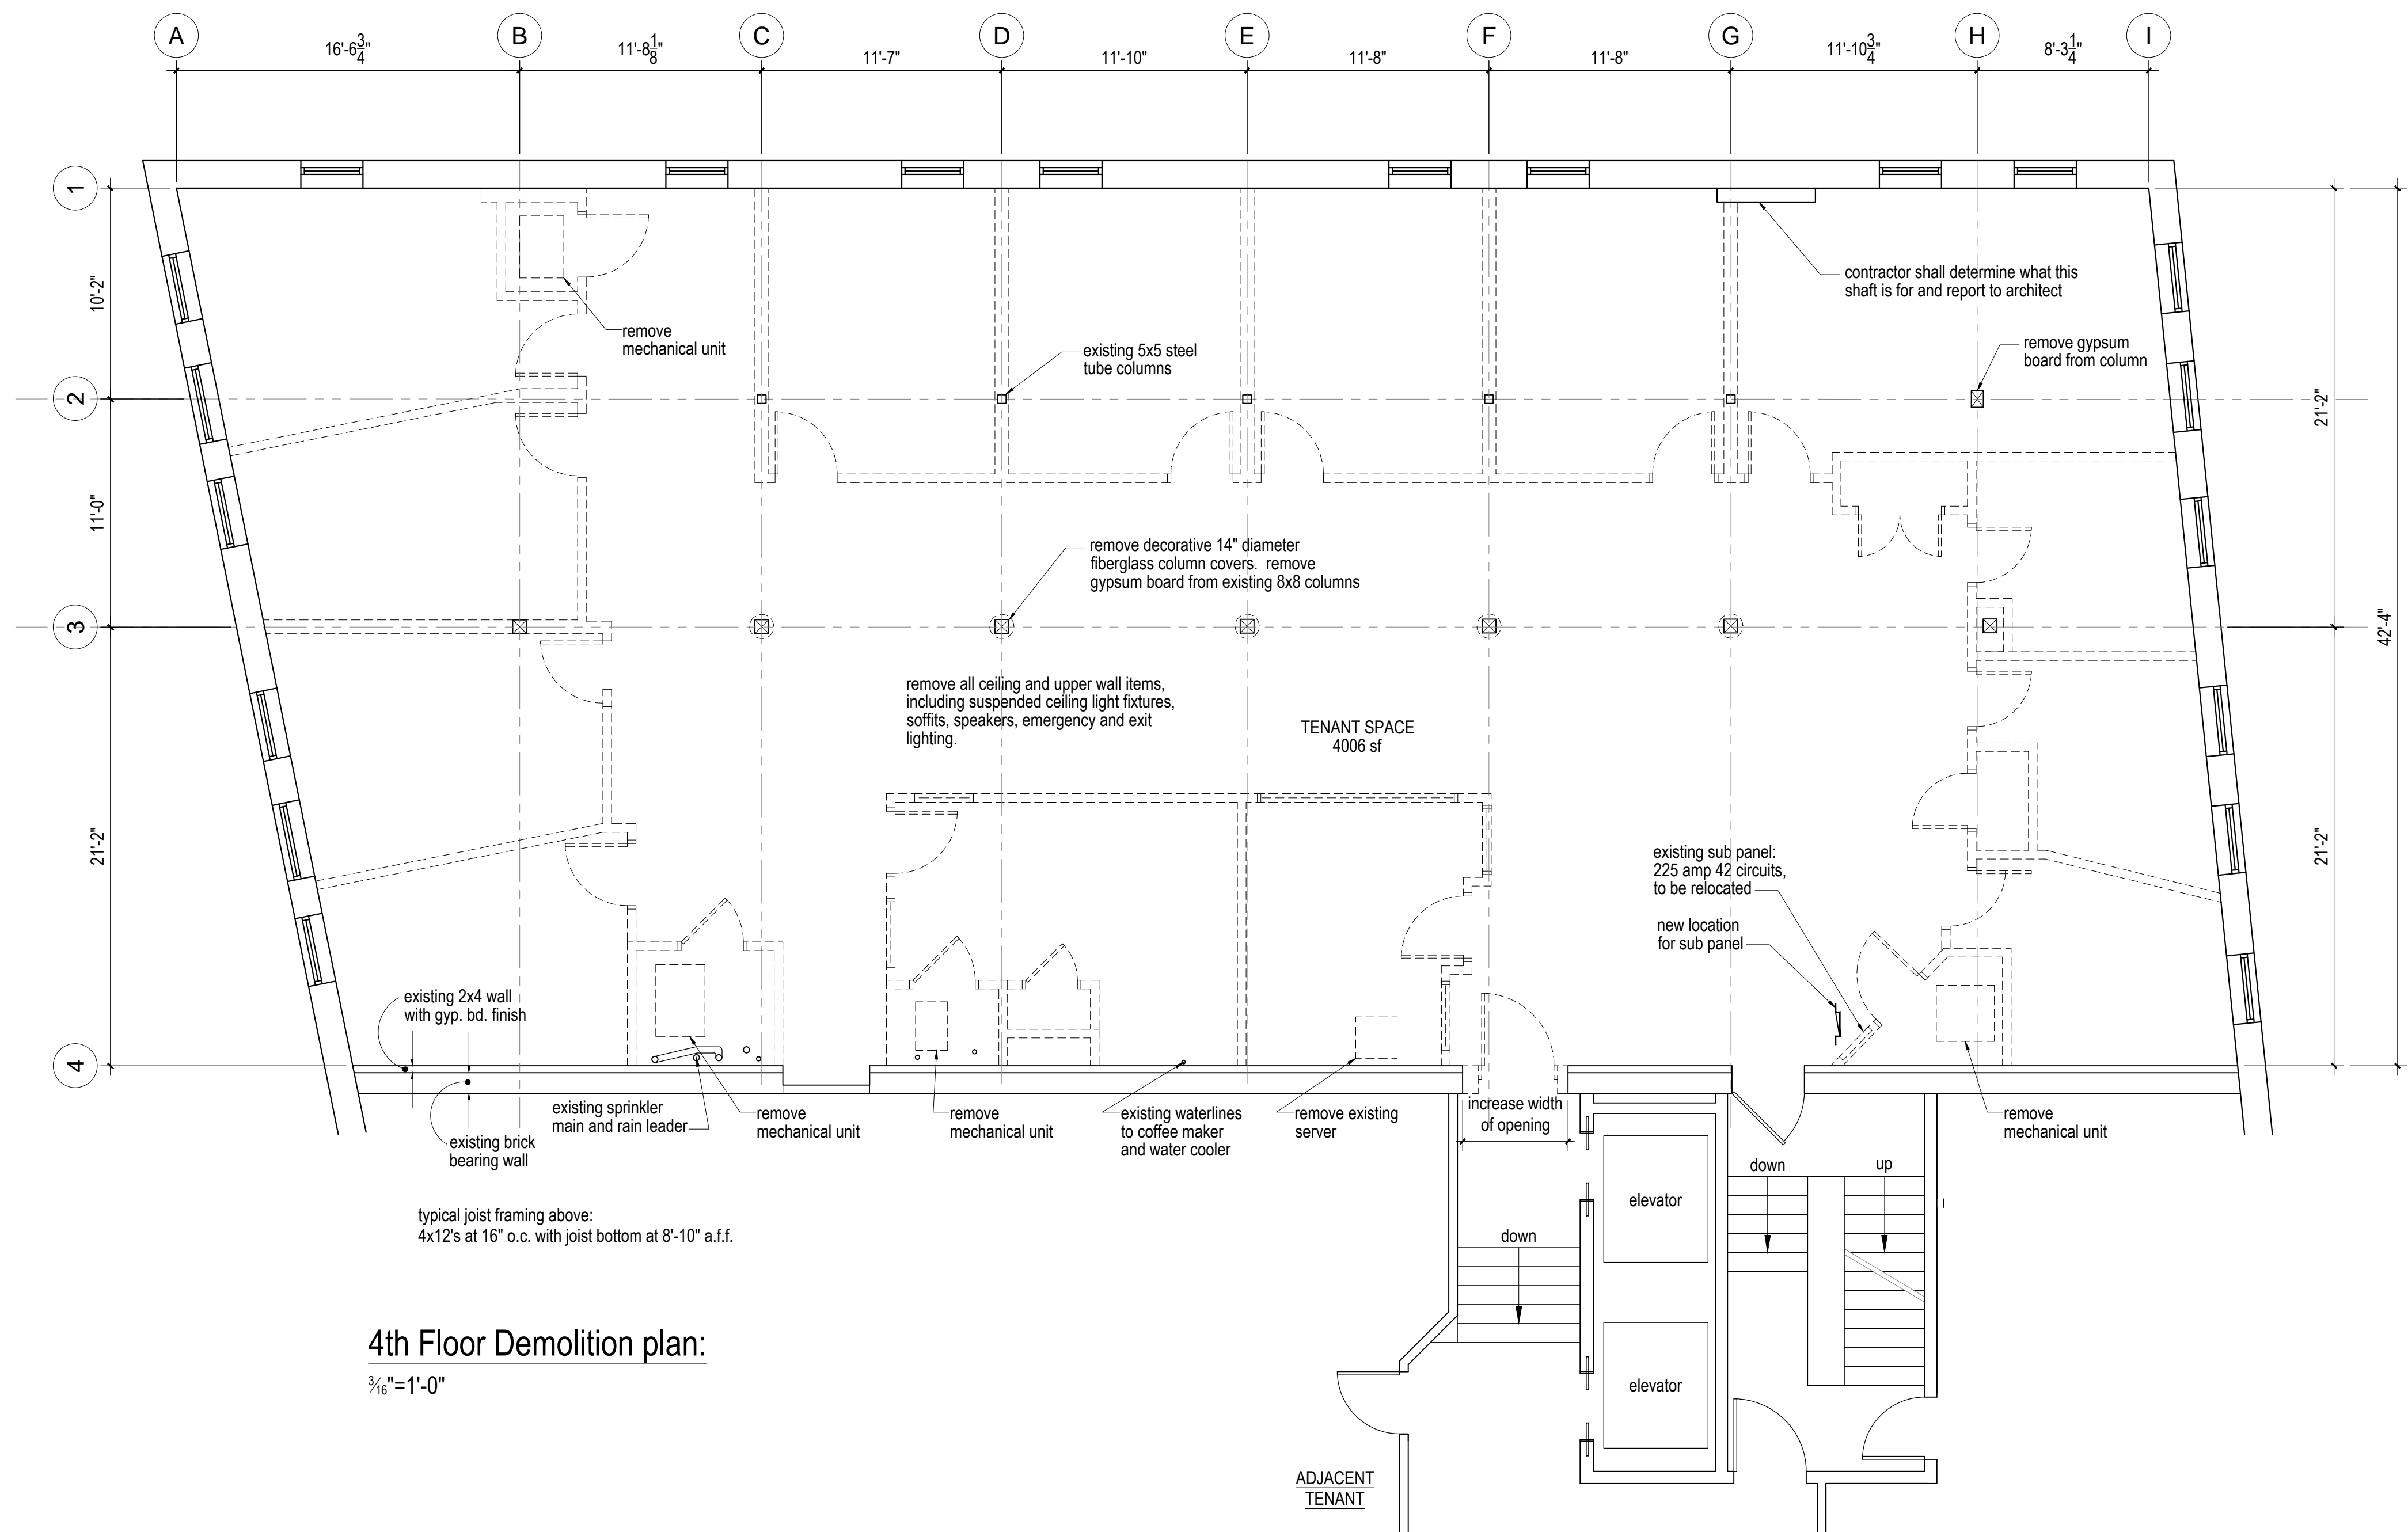 A B C D E F G H I
16'-6 3/4" 11'-8 1/8" 11'-7" 11'-10" 11'-8" 11'-8" 11'-10 3/4" 8'-3 1/4"
1
2
3
4
10'-2"
11'-0"
21'-2"
21'-2"
21'-2"
42'-4"
contractor shall determine what this
shaft is for and report to architect
remove
mechanical unit
existing 5x5 steel
tube columns
remove gypsum
board from column
remove decorative 14" diameter
fiberglass column covers. remove
gypsum board from existing 8x8 columns
remove all ceiling and upper wall items,
including suspended ceiling light fixtures,
soffits, speakers, emergency and exit
lighting.
TENANT SPACE
4006 sf
existing sub panel:
225 amp 42 circuits,
to be relocated
new location
for sub panel
existing 2x4 wall
with gyp. bd. finish
existing brick
bearing wall
existing sprinkler
main and rain leader
remove
mechanical unit
remove
mechanical unit
existing waterlines
to coffee maker
and water cooler
remove existing
server
increase width
of opening
remove
mechanical unit
down
up
elevator
down
elevator
typical joist framing above:
4x12's at 16" o.c. with joist bottom at 8'-10" a.f.f.
4th Floor Demolition plan:
3/16"=1'-0"
ADJACENT
TENANT